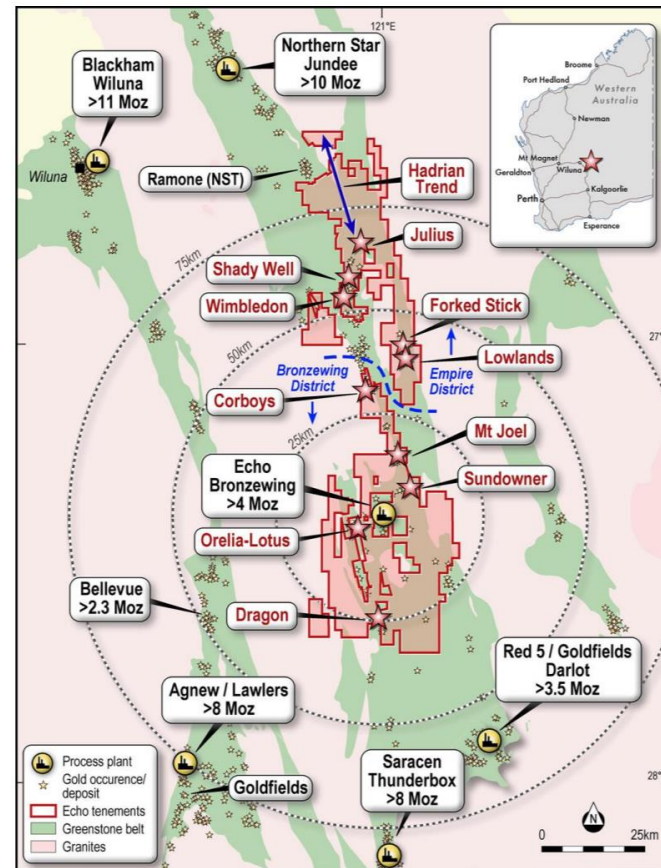 121°E
Northern Star
Jundee
>10 Moz
Blackham
Wiluna
>11 Moz
Broome
Port Hedland
Western
Australia
Newman
Mt Magnet
Wiluna
Geraldton
Kalgoorlie
Perth
Esperance
Wiluna
Ramone (NST)
Hadrian
Trend
Julius
75km
Shady Well
Wimbledon
Forked Stick
27°
50km
Bronzewing
District
Empire
District
Lowlands
Corboys
25km
Mt Joel
Echo
Bronzewing
>4 Moz
Sundowner
Orelia-Lotus
Bellevue
>2.3 Moz
Dragon
Red 5 / Goldfields
Darlot
>3.5 Moz
Agnew / Lawlers
>8 Moz
Saracen
Thunderbox
>8 Moz
Goldfields
28°
Process plant
Gold occurence/
deposit
Echo tenements
Greenstone belt
Granites
N
0
25km